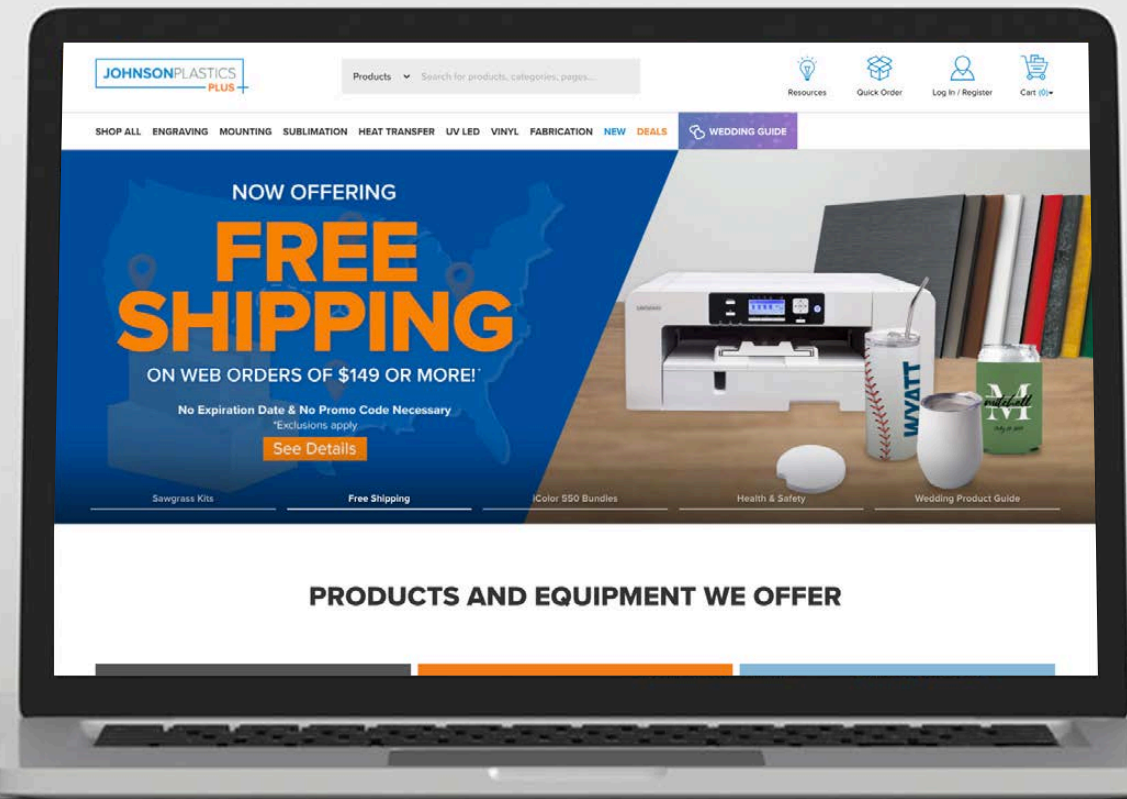 JOHNSONPLASTICS
PLUS
Products
Search for products, categories, pages...
Resources
Quick Order
Log In / Register
Cart (0)
SHOP ALL ENGRAVING MOUNTING SUBLIMATION HEAT TRANSFER UV LED VINYL FABRICATION NEW DEALS WEDDING GUIDE
NOW OFFERING
FREE
SHIPPING
ON WEB ORDERS OF $149 OR MORE!*
No Expiration Date & No Promo Code Necessary
*Exclusions apply
See Details
WYATT
M
mitchell
Sawgrass Kits
Free Shipping
iColor 550 Bundles
Health & Safety
Wedding Product Guide
PRODUCTS AND EQUIPMENT WE OFFER